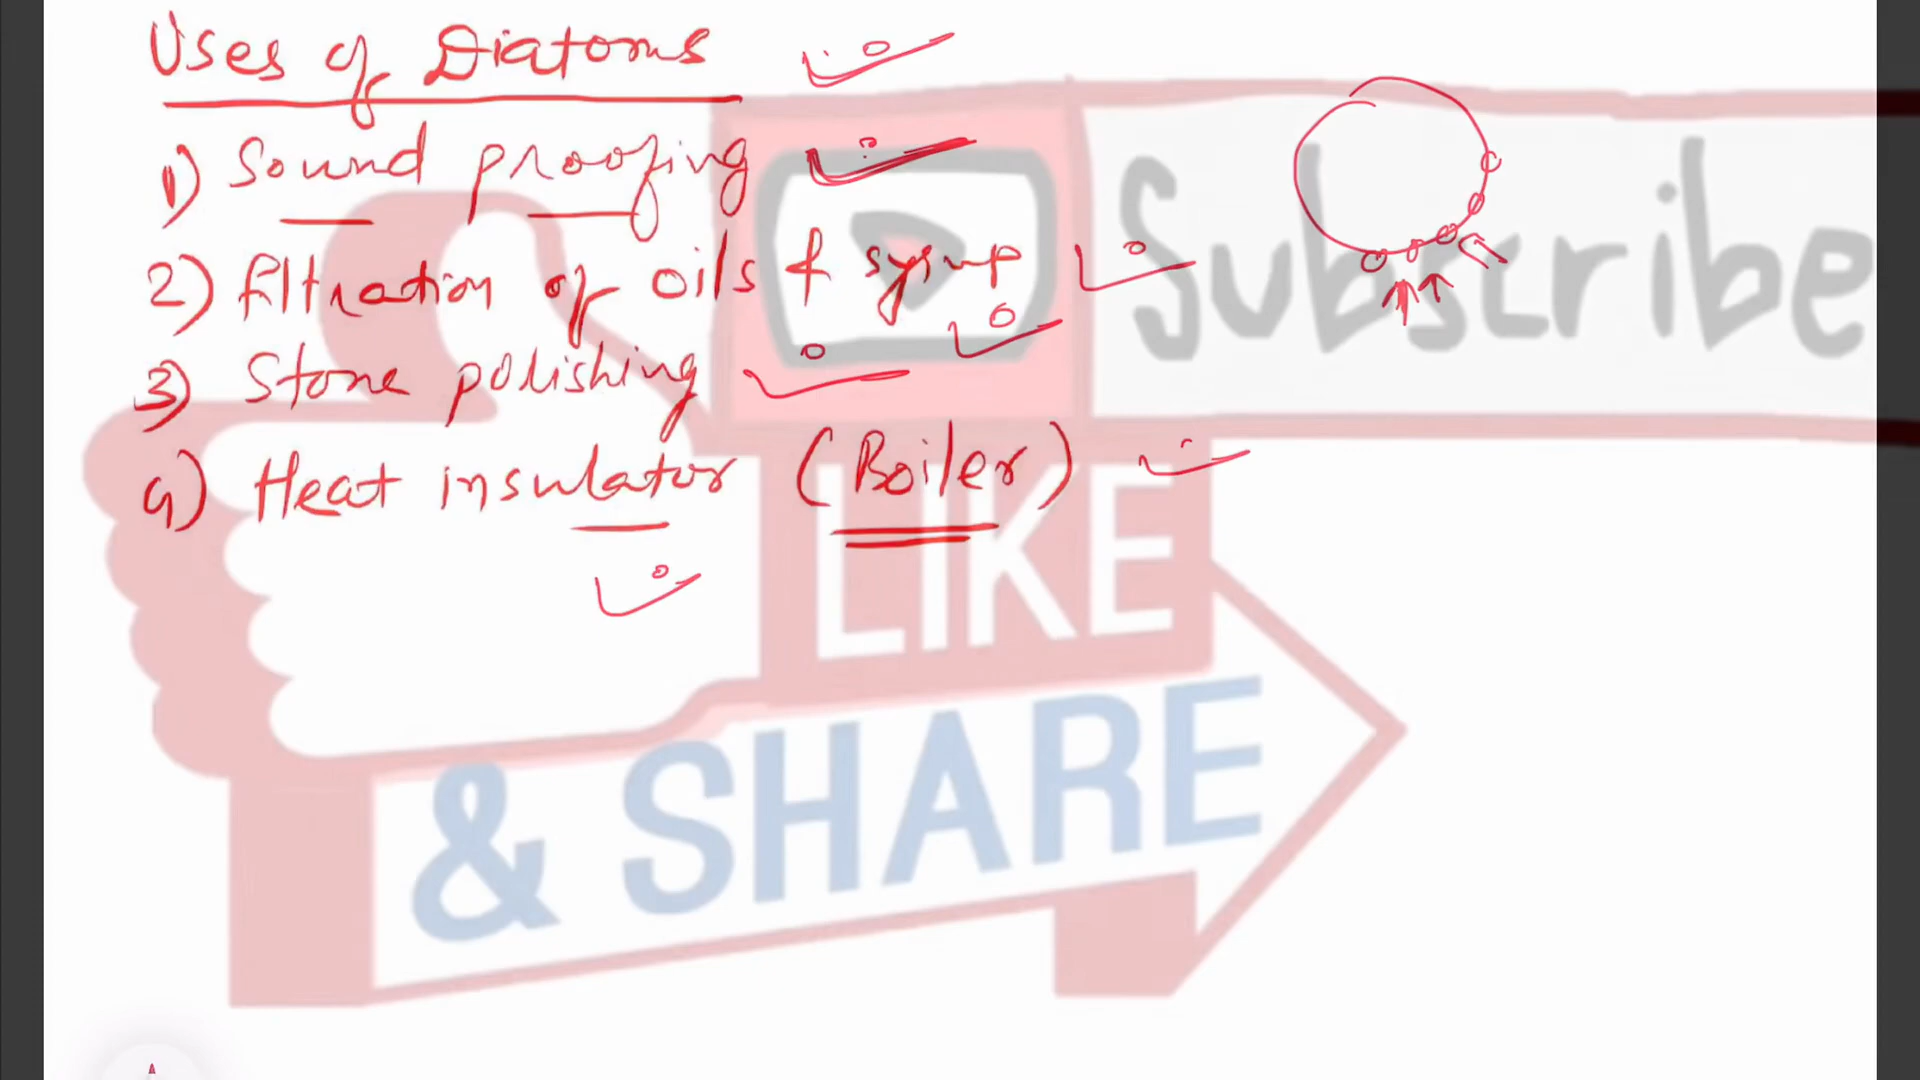 Uses of Diatoms
1) Sound proofing
2) filtration of oils & syrup
3) Stone polishing
4) Heat insulator (Boiler)
Subscribe
LIKE
& SHARE